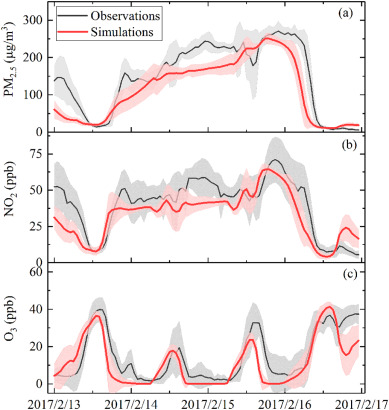 Observations
Simulations
(a)
300
200
100
0
PM2.5 (μg/m³)
(b)
75
50
25
0
NO2 (ppb)
(c)
60
40
20
0
O3 (ppb)
2017/2/13 2017/2/14 2017/2/15 2017/2/16 2017/2/17